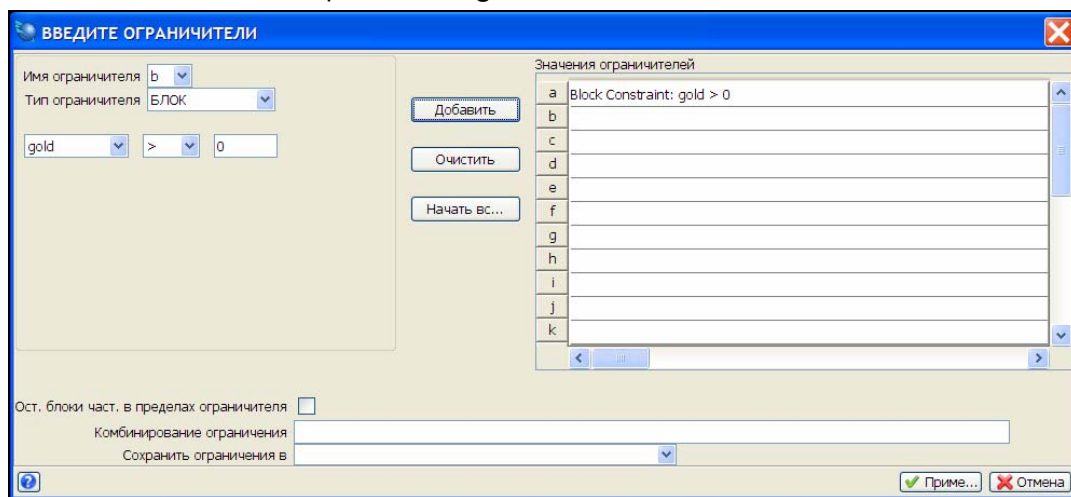 ВВЕДИТЕ ОГРАНИЧИТЕЛИ
Имя ограничителя b
Тип ограничителя БЛОК
gold > 0
Добавить
Очистить
Начать вс...
Значения ограничителей
a Block Constraint: gold > 0
b
c
d
e
f
g
h
i
j
k
Ост. блоки част. в пределах ограничителя
Комбинирование ограничения
Сохранить ограничения в
? Приме... Отмена